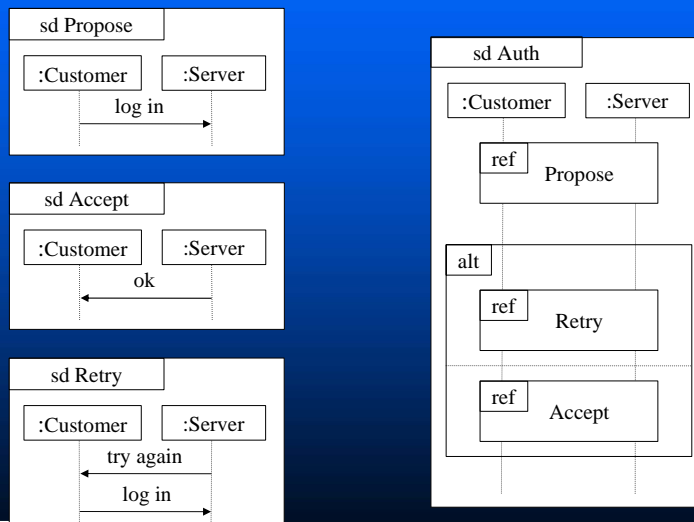 sd Propose
:Customer :Server
log in
sd Accept
:Customer :Server
ok
sd Retry
:Customer :Server
try again
log in
sd Auth
:Customer :Server
ref
Propose
alt
ref
Retry
ref
Accept